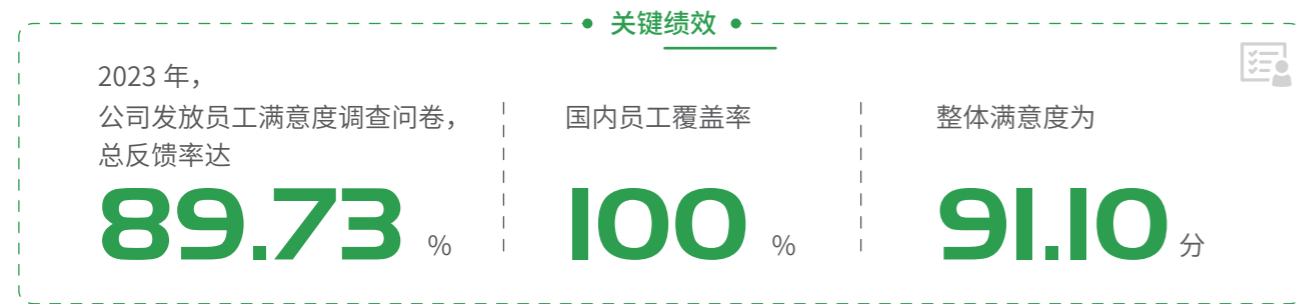 关键绩效
2023 年，
公司发放员工满意度调查问卷，
总反馈率达
89.73 %
国内员工覆盖率
100 %
整体满意度为
91.10 分